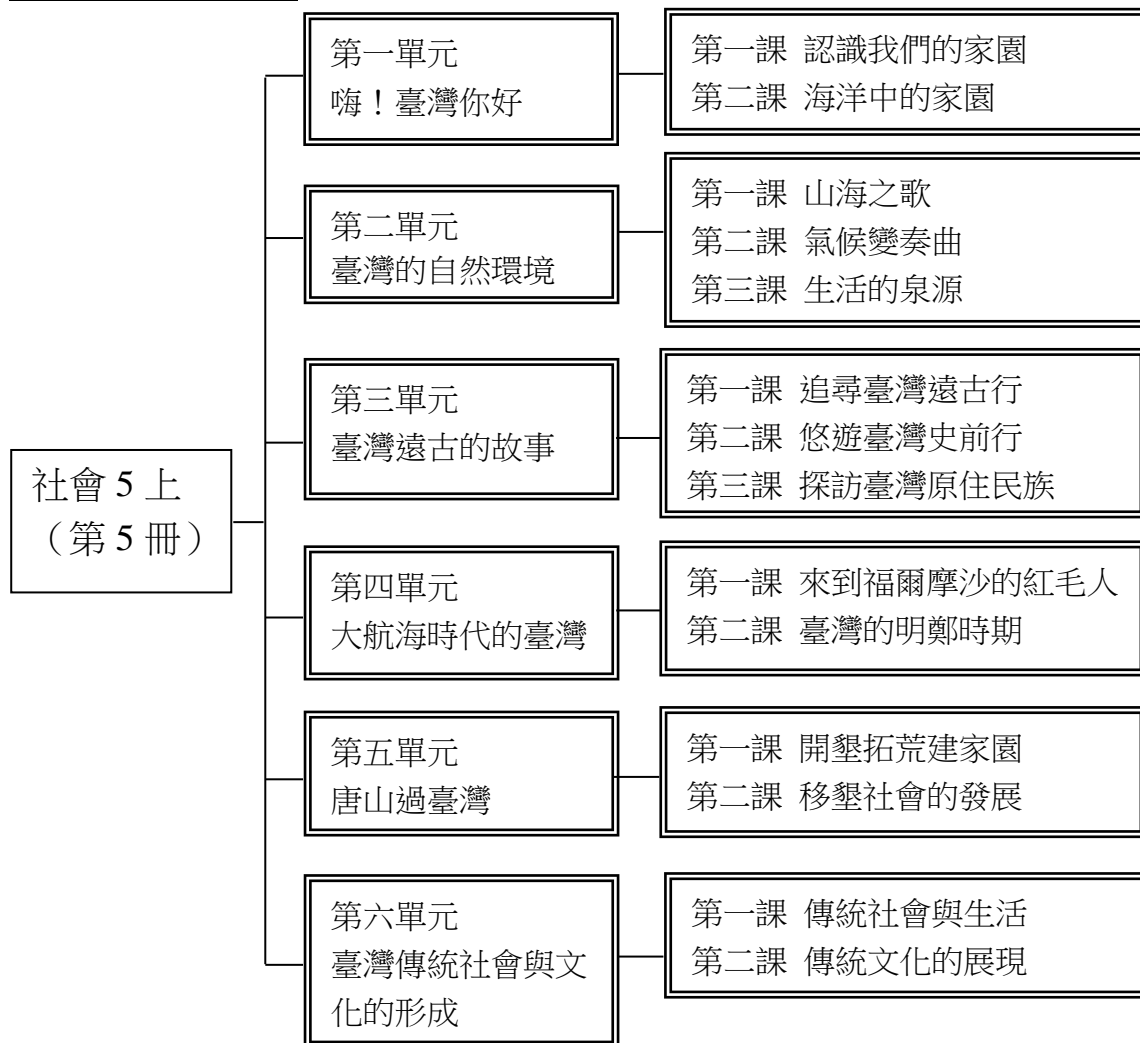 社會 5 上
（第 5 冊）
第一單元
嗨！臺灣你好
第一課 認識我們的家園
第二課 海洋中的家園
第二單元
臺灣的自然環境
第一課 山海之歌
第二課 氣候變奏曲
第三課 生活的泉源
第三單元
臺灣遠古的故事
第一課 追尋臺灣遠古行
第二課 悠遊臺灣史前行
第三課 探訪臺灣原住民族
第四單元
大航海時代的臺灣
第一課 來到福爾摩沙的紅毛人
第二課 臺灣的明鄭時期
第五單元
唐山過臺灣
第一課 開墾拓荒建家園
第二課 移墾社會的發展
第六單元
臺灣傳統社會與文
化的形成
第一課 傳統社會與生活
第二課 傳統文化的展現